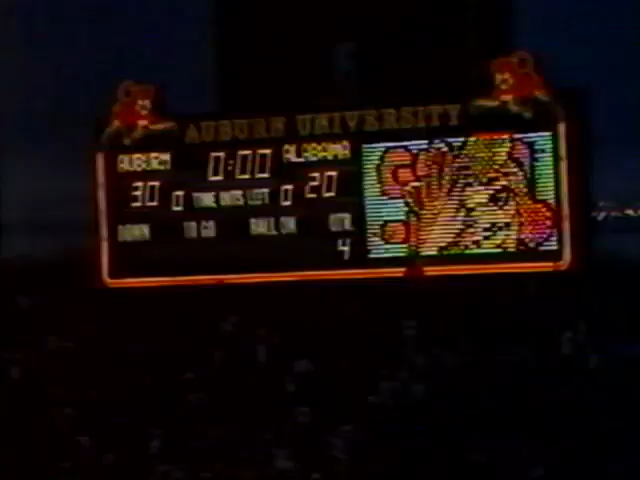 AUBURN UNIVERSITY
AUBURN 0:00 ALABAMA
30 0 TIME OUTS LEFT 0 20
DOWN TO GO BALL ON QTR.
4